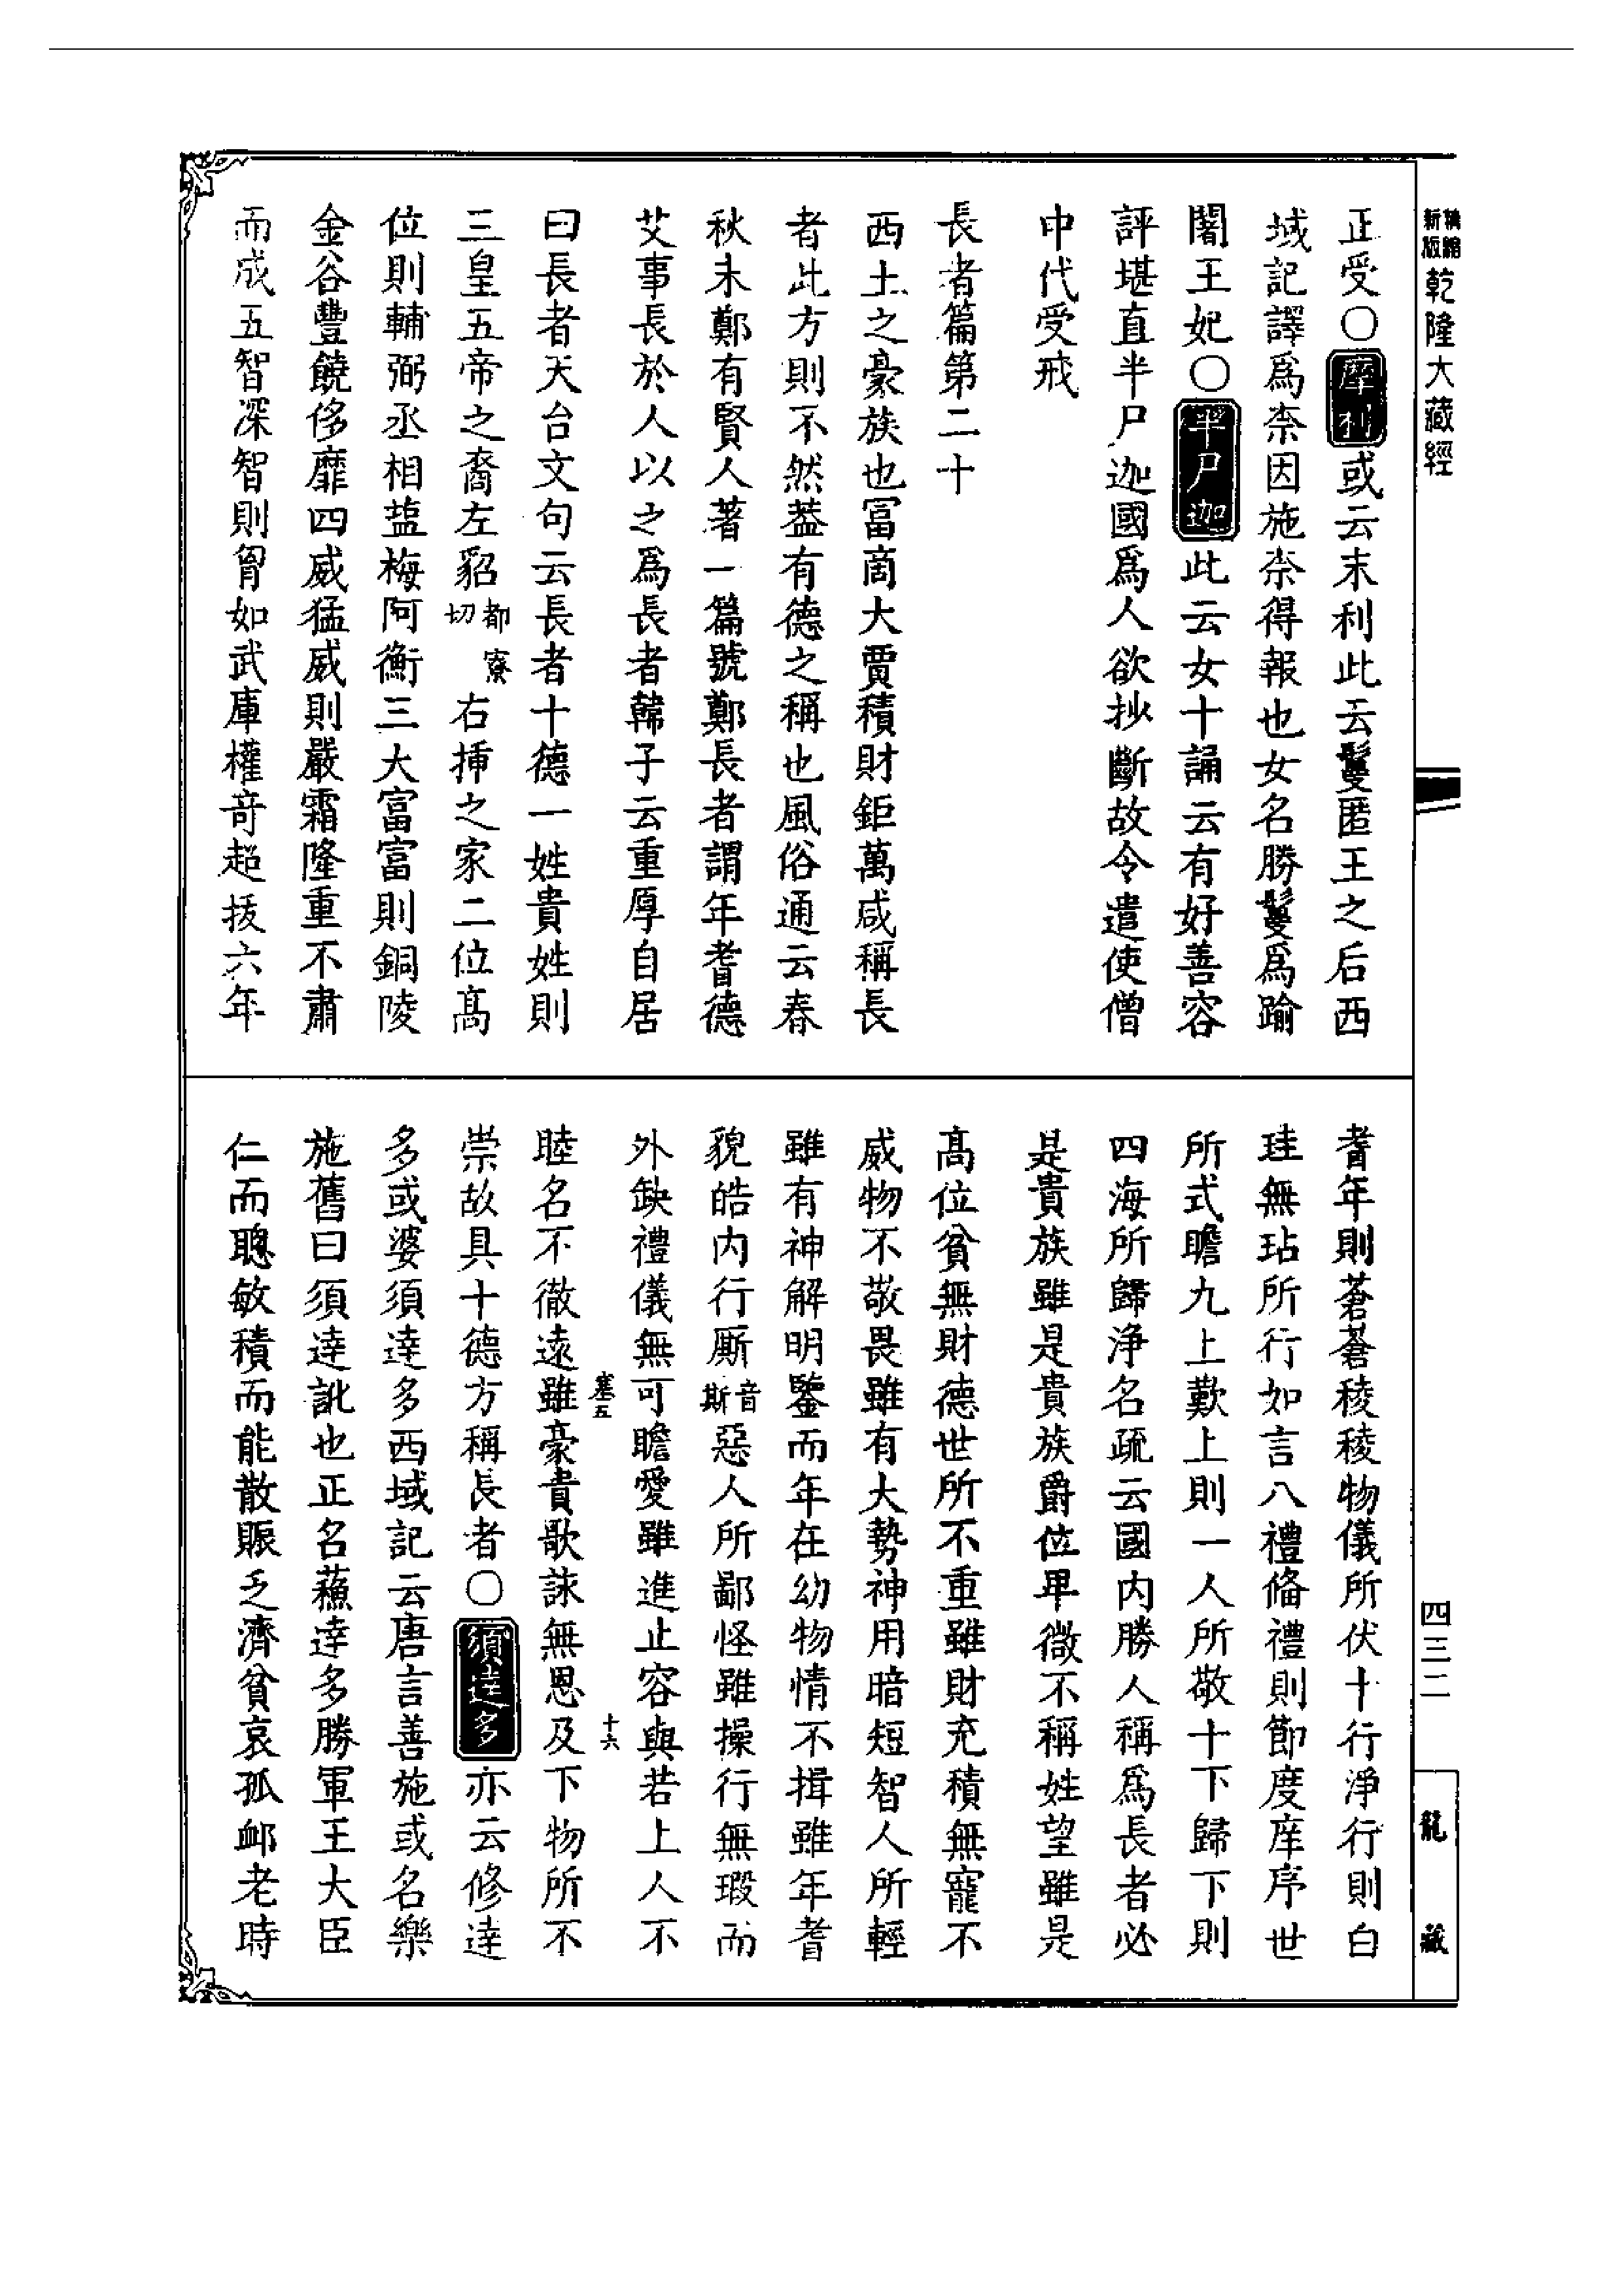 精縮
新版
乾隆大藏經
正受〇摩利或云末利此云鬘匿王之后西
域記譯爲柰因施柰得報也女名勝鬘爲踰
闍王妃〇半尸迦此云女十誦云有好善容
評堪直半尸迦國爲人欲抄斷故令遣使僧
中代受戒
長者篇第二十
西土之豪族也冨商大賈積財鉅萬咸稱長
者此方則不然葢有德之稱也風俗通云春
秋末鄭有賢人著一篇號鄭長者謂年耆德
艾事長於人以之爲長者韓子云重厚自居
曰長者天台文句云長者十德一姓貴姓則
三皇五帝之裔左貂都寮切右揷之家二位髙
位則輔弼丞相䀋梅阿衡三大富富則銅陵
金谷豐饒侈靡四威猛威則嚴霜隆重不肅
而成五智深智則胷如武庫權竒超拔六年
耆年則蒼蒼稜稜物儀所伏十行淨行則白
珪無玷所行如言八禮俻禮則節度庠序世
所式瞻九上歎上則一人所敬十下歸下則
四海所歸淨名疏云國内勝人稱爲長者必
是貴族雖是貴族爵位卑微不稱姓望雖是
髙位貧無財德世所不重雖財充積無寵不
威物不敬畏雖有大勢神用暗短智人所輕
雖有神解明鑒而年在幼物情不揖雖年耆
貌皓内行厮音斯惡人所鄙怪雖操行無瑕而
外缺禮儀無可瞻愛雖進止容與若上人不
塞五　十六
睦名不徹遠雖豪貴歌詠無恩及下物所不
崇故具十德方稱長者〇須達多亦云修達
多或婆須達多西域記云唐言善施或名樂
施舊曰須達訛也正名蘓達多勝軍王大臣
仁而聰敏積而能散賑乏濟貧哀孤䘏老時
四三二
龍藏